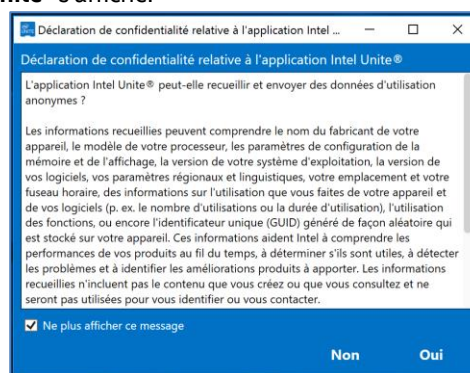 Déclaration de confidentialité relative à l'application Intel ...
Déclaration de confidentialité relative à l'application Intel Unite®
L'application Intel Unite® peut-elle recueillir et envoyer des données d'utilisation
anonymes ?
Les informations recueillies peuvent comprendre le nom du fabricant de votre
appareil, le modèle de votre processeur, les paramètres de configuration de la
mémoire et de l'affichage, la version de votre système d'exploitation, la version de
vos logiciels, vos paramètres régionaux et linguistiques, votre emplacement et votre
fuseau horaire, des informations sur l'utilisation que vous faites de votre appareil et
de vos logiciels (p. ex. le nombre d'utilisations ou la durée d'utilisation), l'utilisation
des fonctions, ou encore l'identificateur unique (GUID) généré de façon aléatoire qui
est stocké sur votre appareil. Ces informations aident Intel à comprendre les
performances de vos produits au fil du temps, à déterminer s'ils sont utiles, à détecter
les problèmes et à identifier les améliorations produits à apporter. Les informations
recueillies n'incluent pas le contenu que vous créez ou que vous consultez et ne
seront pas utilisées pour vous identifier ou vous contacter.
Ne plus afficher ce message
Non Oui